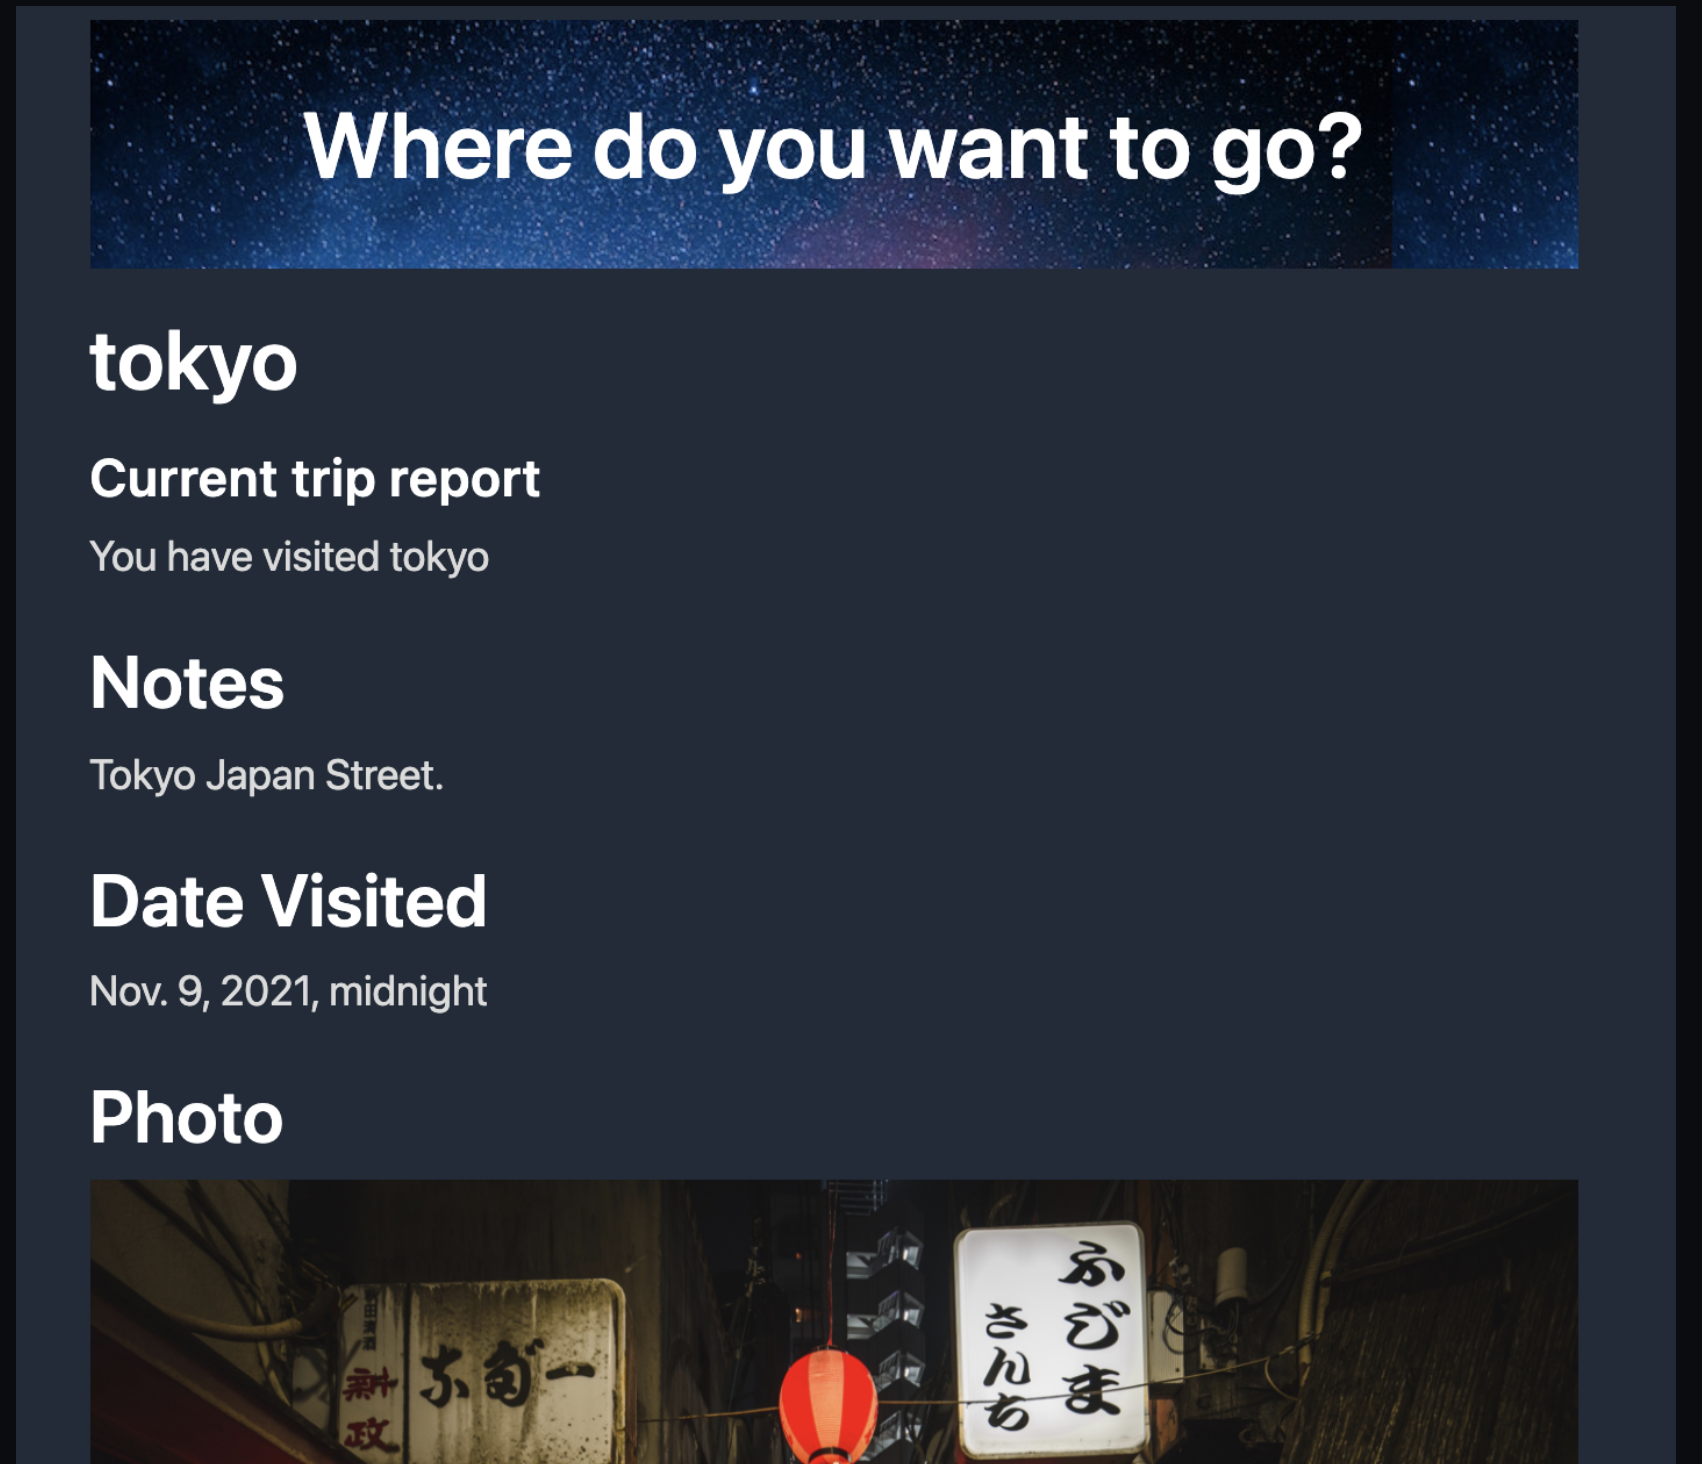 Where do you want to go?
tokyo
Current trip report
You have visited tokyo
Notes
Tokyo Japan Street.
Date Visited
Nov. 9, 2021, midnight
Photo
ふじま
さんち